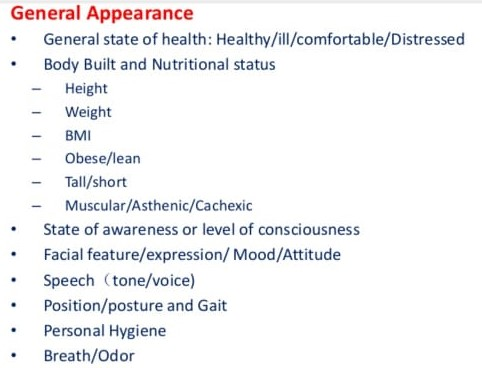 General Appearance
• General state of health: Healthy/ill/comfortable/Distressed
• Body Built and Nutritional status
– Height
– Weight
– BMI
– Obese/lean
– Tall/short
– Muscular/Asthenic/Cachexic
• State of awareness or level of consciousness
• Facial feature/expression/ Mood/Attitude
• Speech（tone/voice)
• Position/posture and Gait
• Personal Hygiene
• Breath/Odor